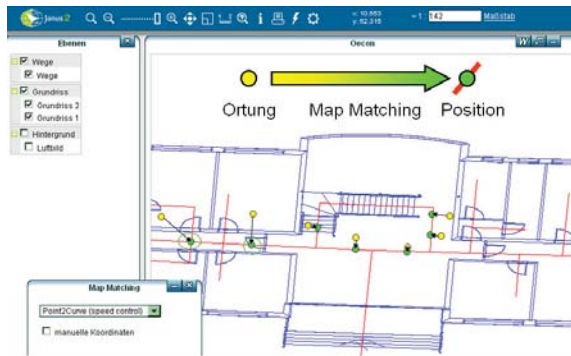 Janus2
x: 10.553
y: 52.315
~ 1: 142 Maßstab
Ebenen
Oecon
Wege
Wege
Grundriss
Grundriss 2
Grundriss 1
Hintergrund
Luftbild
Ortung Map Matching Position
Map Matching
Point2Curve (speed control)
manuelle Koordinaten